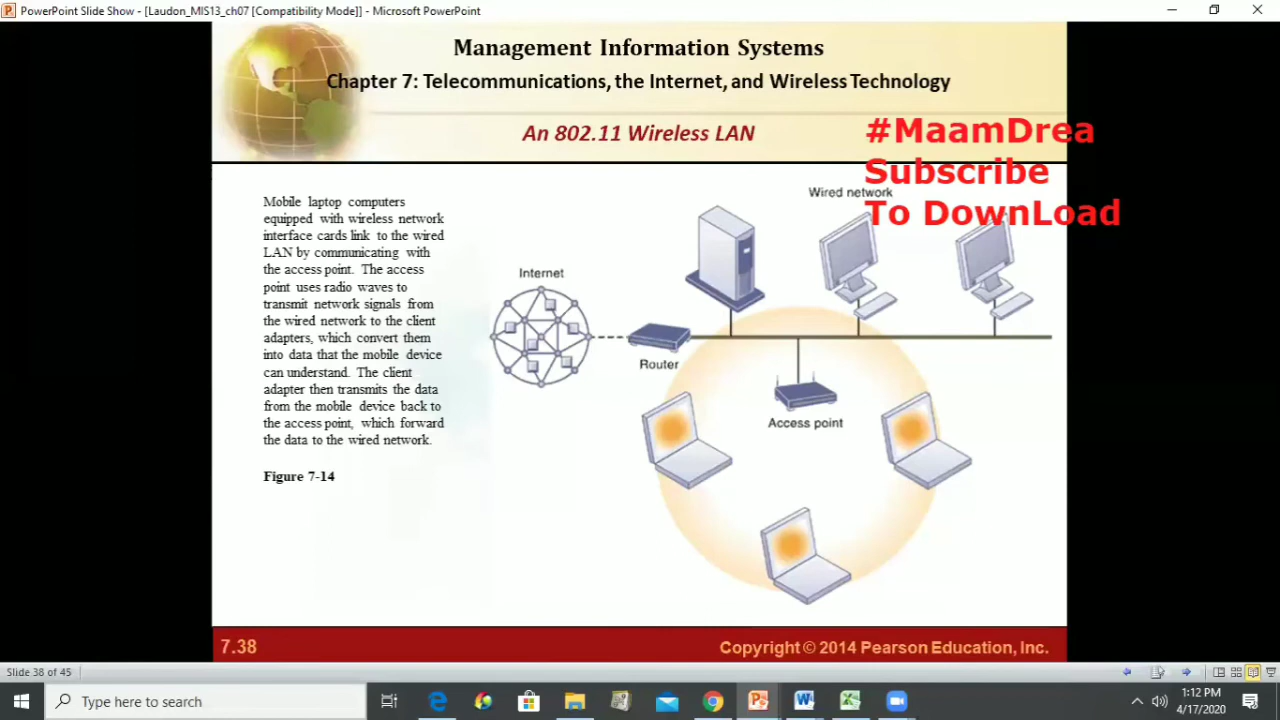 PowerPoint Slide Show - [Laudon_MIS13_ch07 [Compatibility Mode]] - Microsoft PowerPoint
Management Information Systems
Chapter 7: Telecommunications, the Internet, and Wireless Technology
An 802.11 Wireless LAN
#MaamDrea
Subscribe
To DownLoad
Mobile laptop computers
equipped with wireless network
interface cards link to the wired
LAN by communicating with
the access point. The access
point uses radio waves to
transmit network signals from
the wired network to the client
adapters, which convert them
into data that the mobile device
can understand. The client
adapter then transmits the data
from the mobile device back to
the access point, which forward
the data to the wired network.
Figure 7-14
Wired network
Internet
Router
Access point
7.38
Copyright © 2014 Pearson Education, Inc.
Slide 38 of 45
Type here to search
1:12 PM
4/17/2020